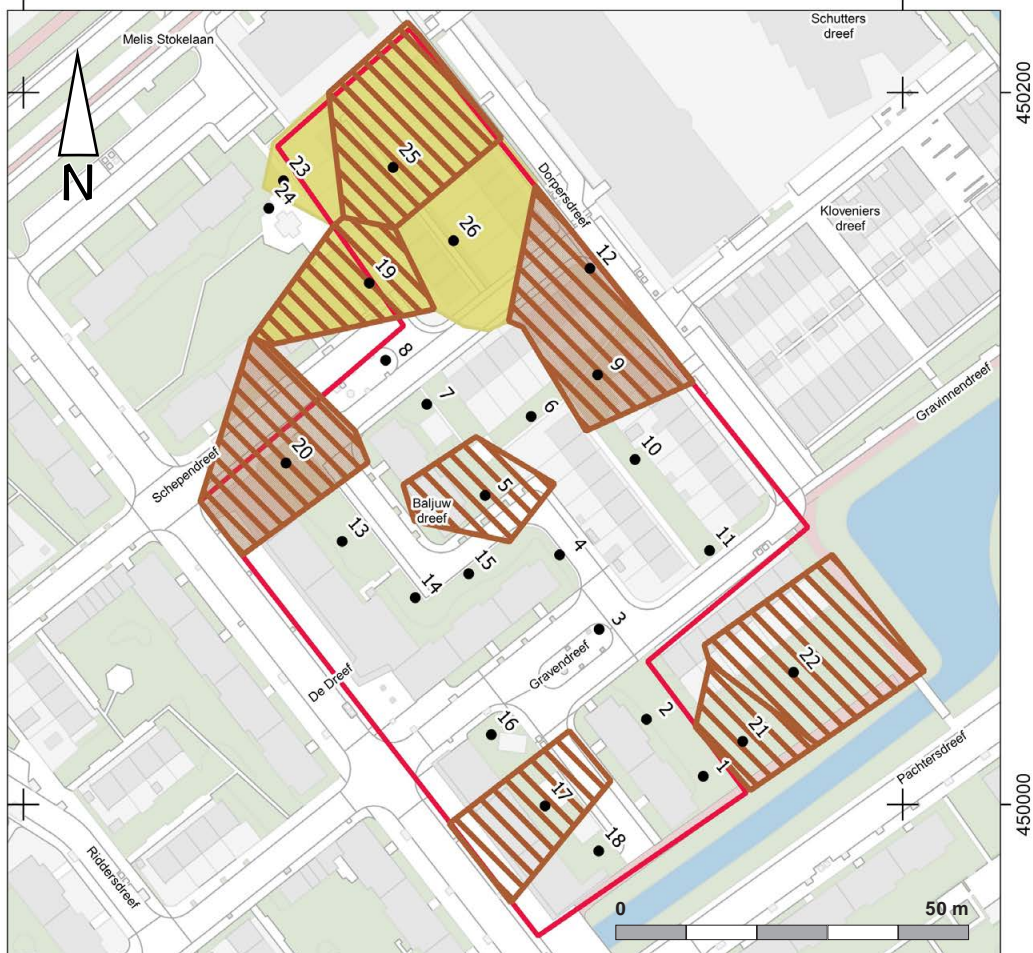 Melis Stokelaan
Schutters
dreef
450200
N
23
24
25
26
Dorpersdreef
Kloveniers
dreef
19
12
8
9
7
6
10
Gravinnendreef
20
Schependreef
5
Baljuw
dreef
13
15
4
11
14
3
Gravendreef
De Dreef
22
2
21
16
1
Pachtersdreef
17
450000
18
Riddersdreef
0 50 m